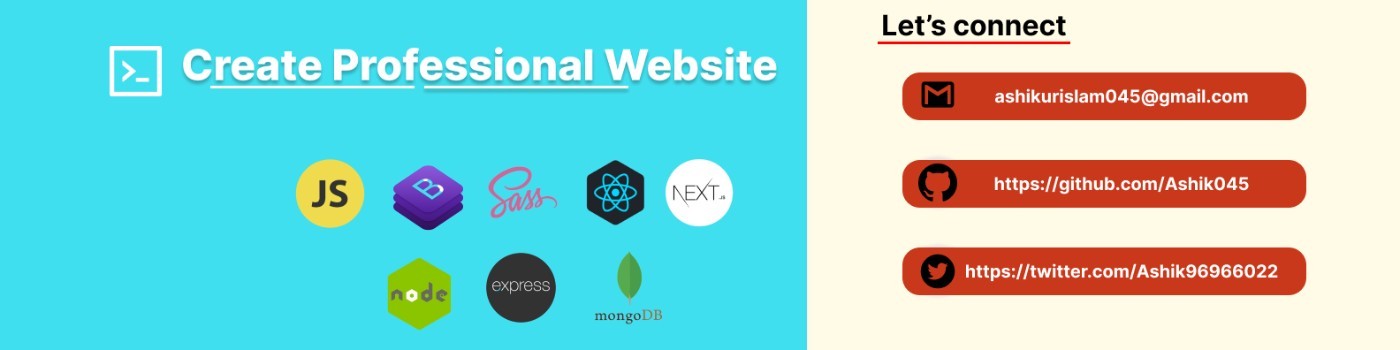 Create Professional Website
JS
B
Sass
NEXT.JS
node
express
mongoDB
Let’s connect
ashikurislam045@gmail.com
https://github.com/Ashik045
https://twitter.com/Ashik96966022